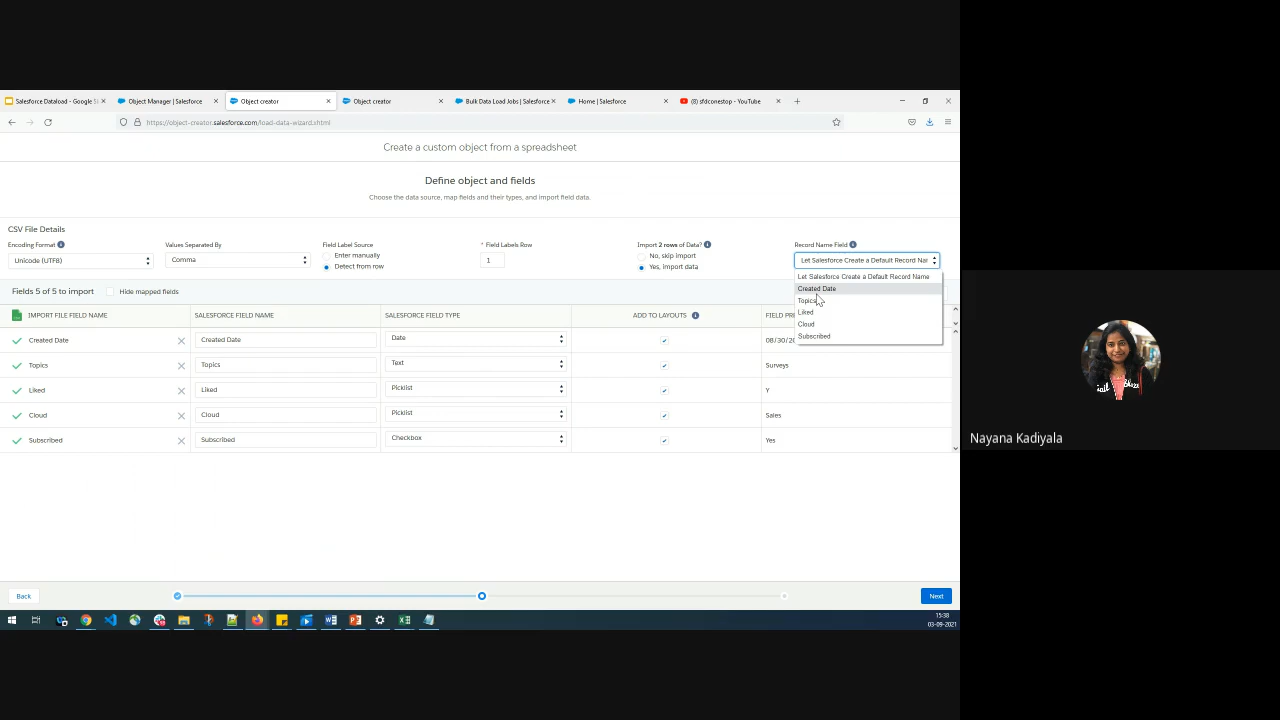 Salesforce Dataload - Google Sl
Object Manager | Salesforce
Object creator
Object creator
Bulk Data Load Jobs | Salesforce
Home | Salesforce
(8) sfdconestop - YouTube
https://object-creator.salesforce.com/load-data-wizard.xhtml
Create a custom object from a spreadsheet
Define object and fields
Choose the data source, map fields and their types, and import field data.
CSV File Details
Encoding Format
Values Separated By
Field Label Source
* Field Labels Row
Import 2 rows of Data?
Record Name Field
Unicode (UTF8)
Comma
Enter manually
Detect from row
1
No, skip import
Yes, import data
Let Salesforce Create a Default Record Nar
Let Salesforce Create a Default Record Name
Created Date
Topics
Liked
Cloud
Subscribed
Fields 5 of 5 to import
Hide mapped fields
IMPORT FILE FIELD NAME
SALESFORCE FIELD NAME
SALESFORCE FIELD TYPE
ADD TO LAYOUTS
FIELD PR
Created Date
Created Date
Date
08/30/20
Topics
Topics
Text
Surveys
Liked
Liked
Picklist
Y
Cloud
Cloud
Picklist
Sales
Subscribed
Subscribed
Checkbox
Yes
Back
Next
15:38
03-09-2021
Nayana Kadiyala